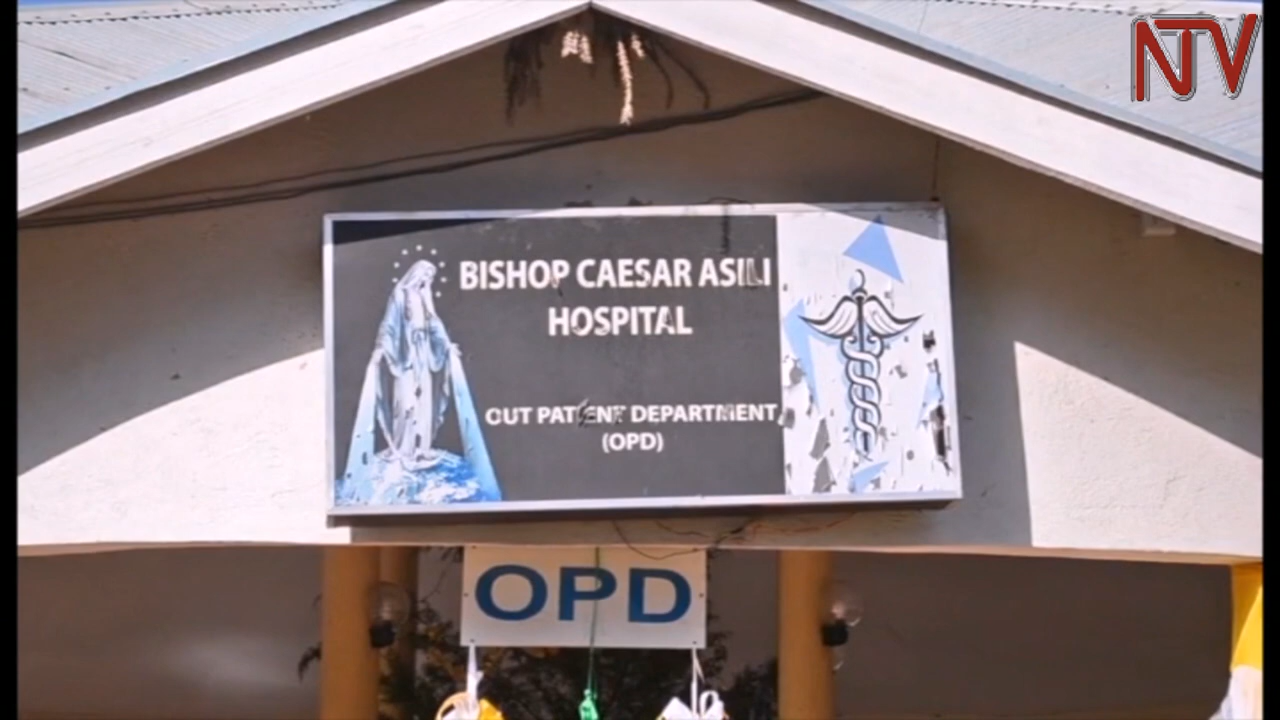 NTV
BISHOP CAESAR ASILI
HOSPITAL
OUT PATIENT DEPARTMENT
(OPD)
OPD